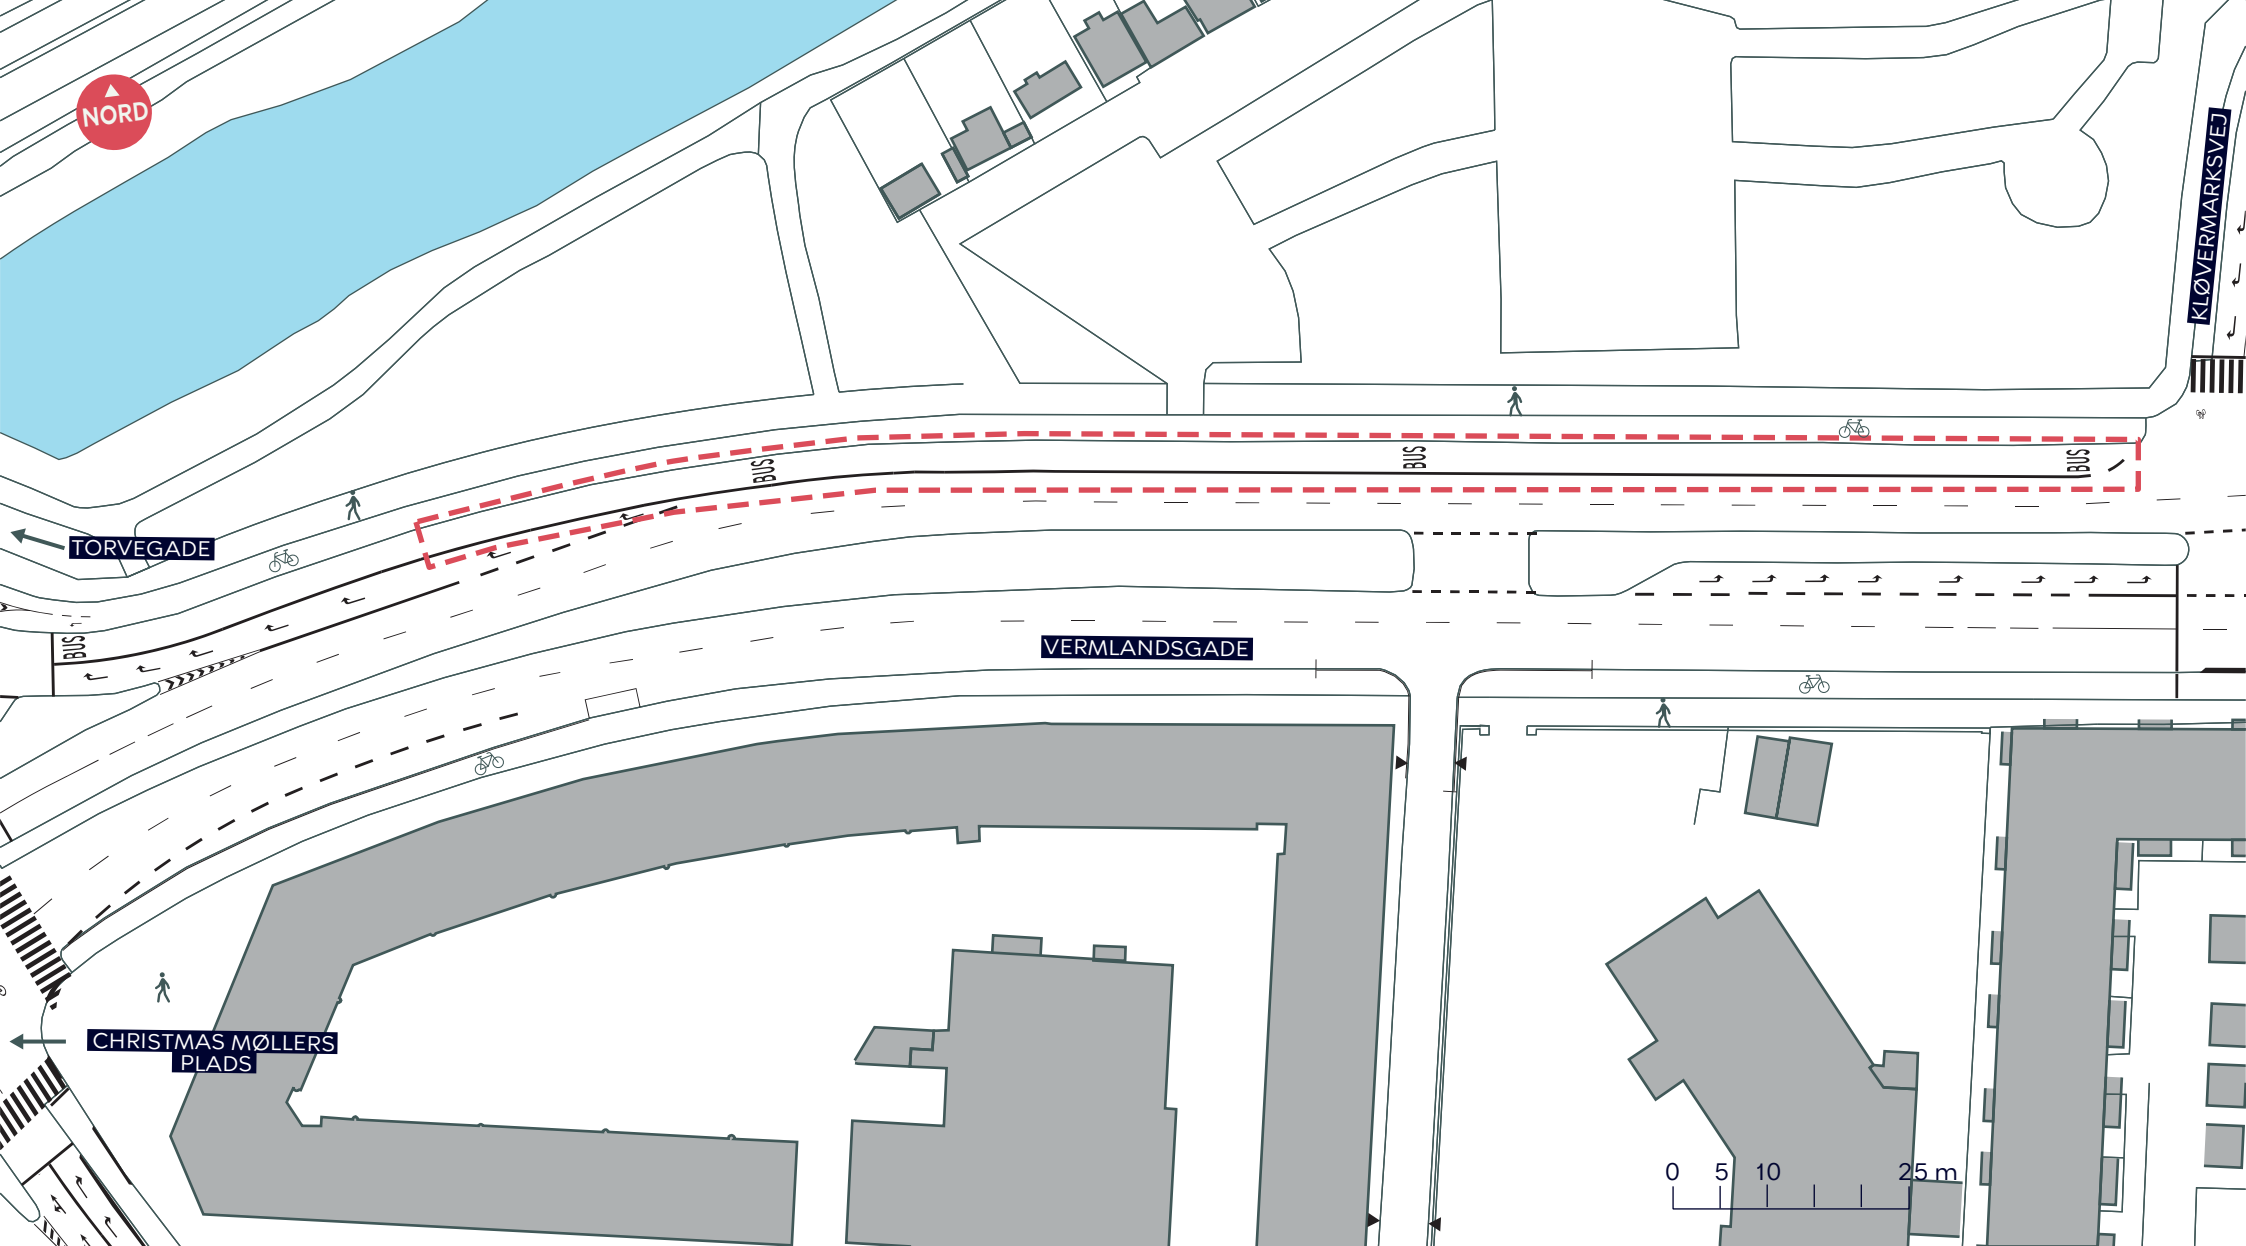 NORD
KLØVERMARKSVEJ
BUS
BUS
BUS
TORVEGADE
BUS
VERMLANDSGADE
CHRISTMAS MØLLERS
PLADS
0 5 10 25 m